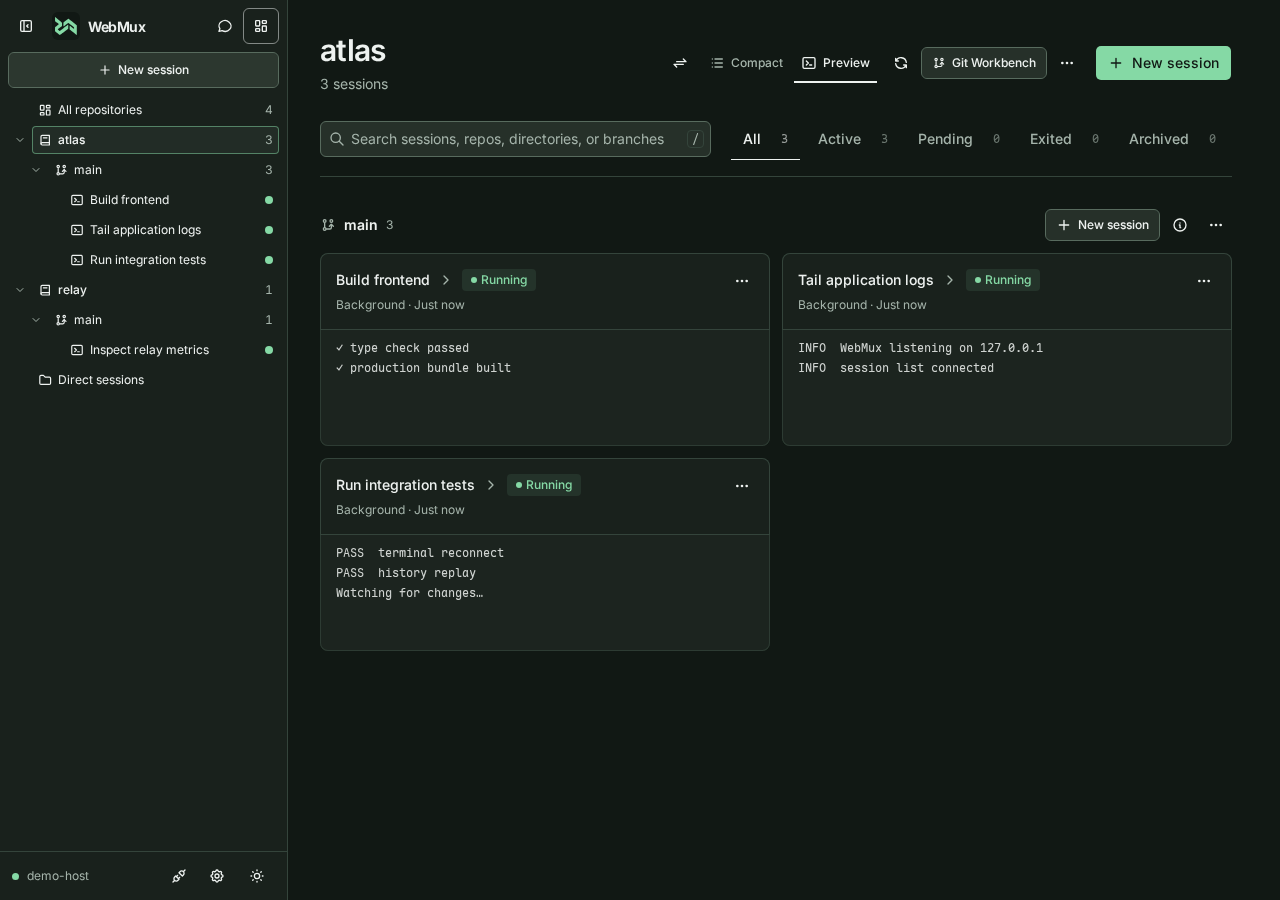 WebMux
New session
All repositories 4
atlas 3
main 3
Build frontend
Tail application logs
Run integration tests
relay 1
main 1
Inspect relay metrics
Direct sessions
demo-host
atlas
3 sessions
Compact
Preview
Git Workbench
New session
Search sessions, repos, directories, or branches /
All 3
Active 3
Pending 0
Exited 0
Archived 0
main 3
New session
Build frontend Running
Background · Just now
✓ type check passed
✓ production bundle built
Tail application logs Running
Background · Just now
INFO WebMux listening on 127.0.0.1
INFO session list connected
Run integration tests Running
Background · Just now
PASS terminal reconnect
PASS history replay
Watching for changes…